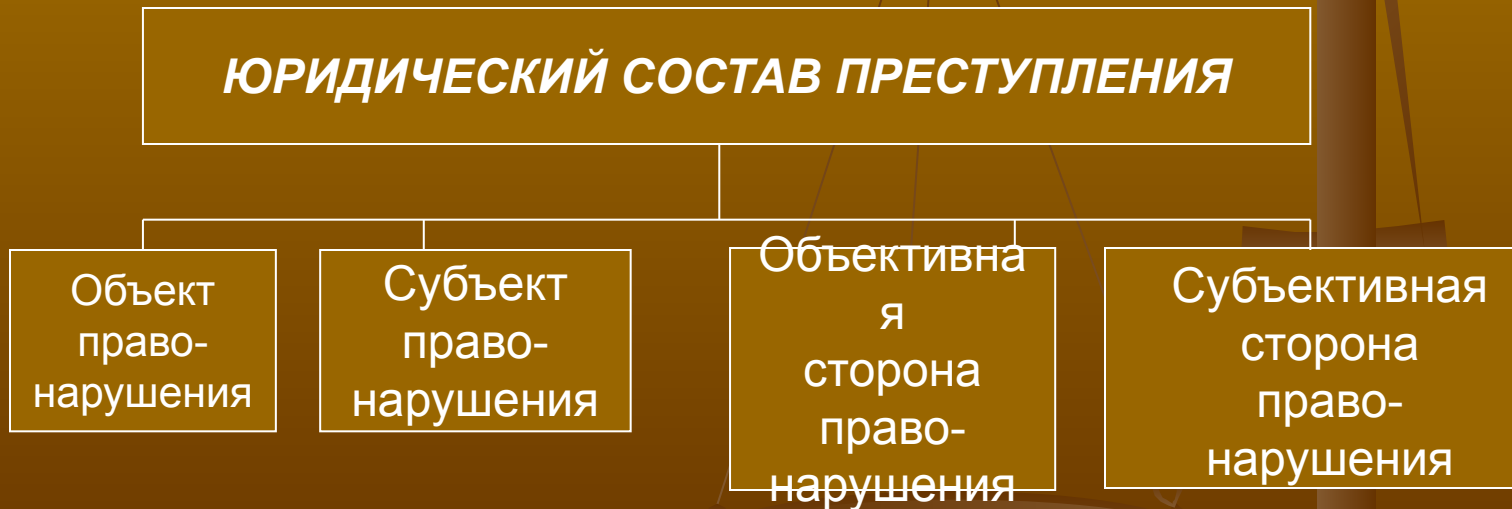 ЮРИДИЧЕСКИЙ СОСТАВ ПРЕСТУПЛЕНИЯ
Объект
право-
нарушения
Субъект
право-
нарушения
Объективна
я
сторона
право-
нарушения
Субъективная
сторона
право-
нарушения